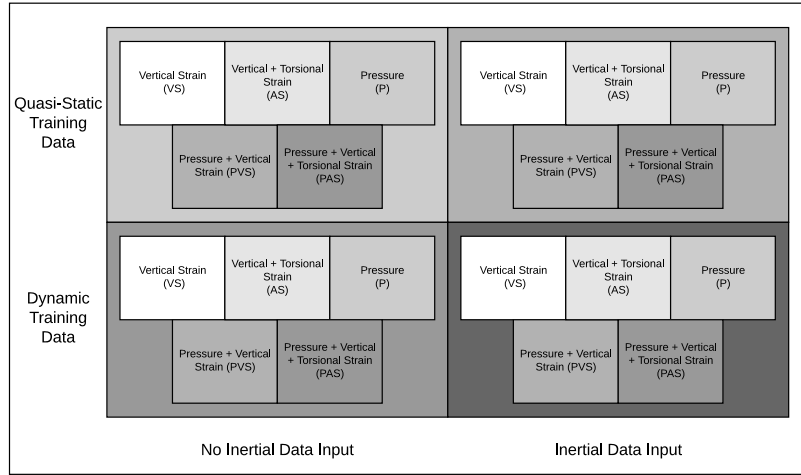 Quasi-Static
Training
Data
Vertical Strain
(VS)
Vertical + Torsional
Strain
(AS)
Pressure
(P)
Pressure + Vertical
Strain (PVS)
Pressure + Vertical
+ Torsional Strain
(PAS)
Vertical Strain
(VS)
Vertical + Torsional
Strain
(AS)
Pressure
(P)
Pressure + Vertical
Strain (PVS)
Pressure + Vertical
+ Torsional Strain
(PAS)
Dynamic
Training
Data
Vertical Strain
(VS)
Vertical + Torsional
Strain
(AS)
Pressure
(P)
Pressure + Vertical
Strain (PVS)
Pressure + Vertical
+ Torsional Strain
(PAS)
Vertical Strain
(VS)
Vertical + Torsional
Strain
(AS)
Pressure
(P)
Pressure + Vertical
Strain (PVS)
Pressure + Vertical
+ Torsional Strain
(PAS)
No Inertial Data Input
Inertial Data Input